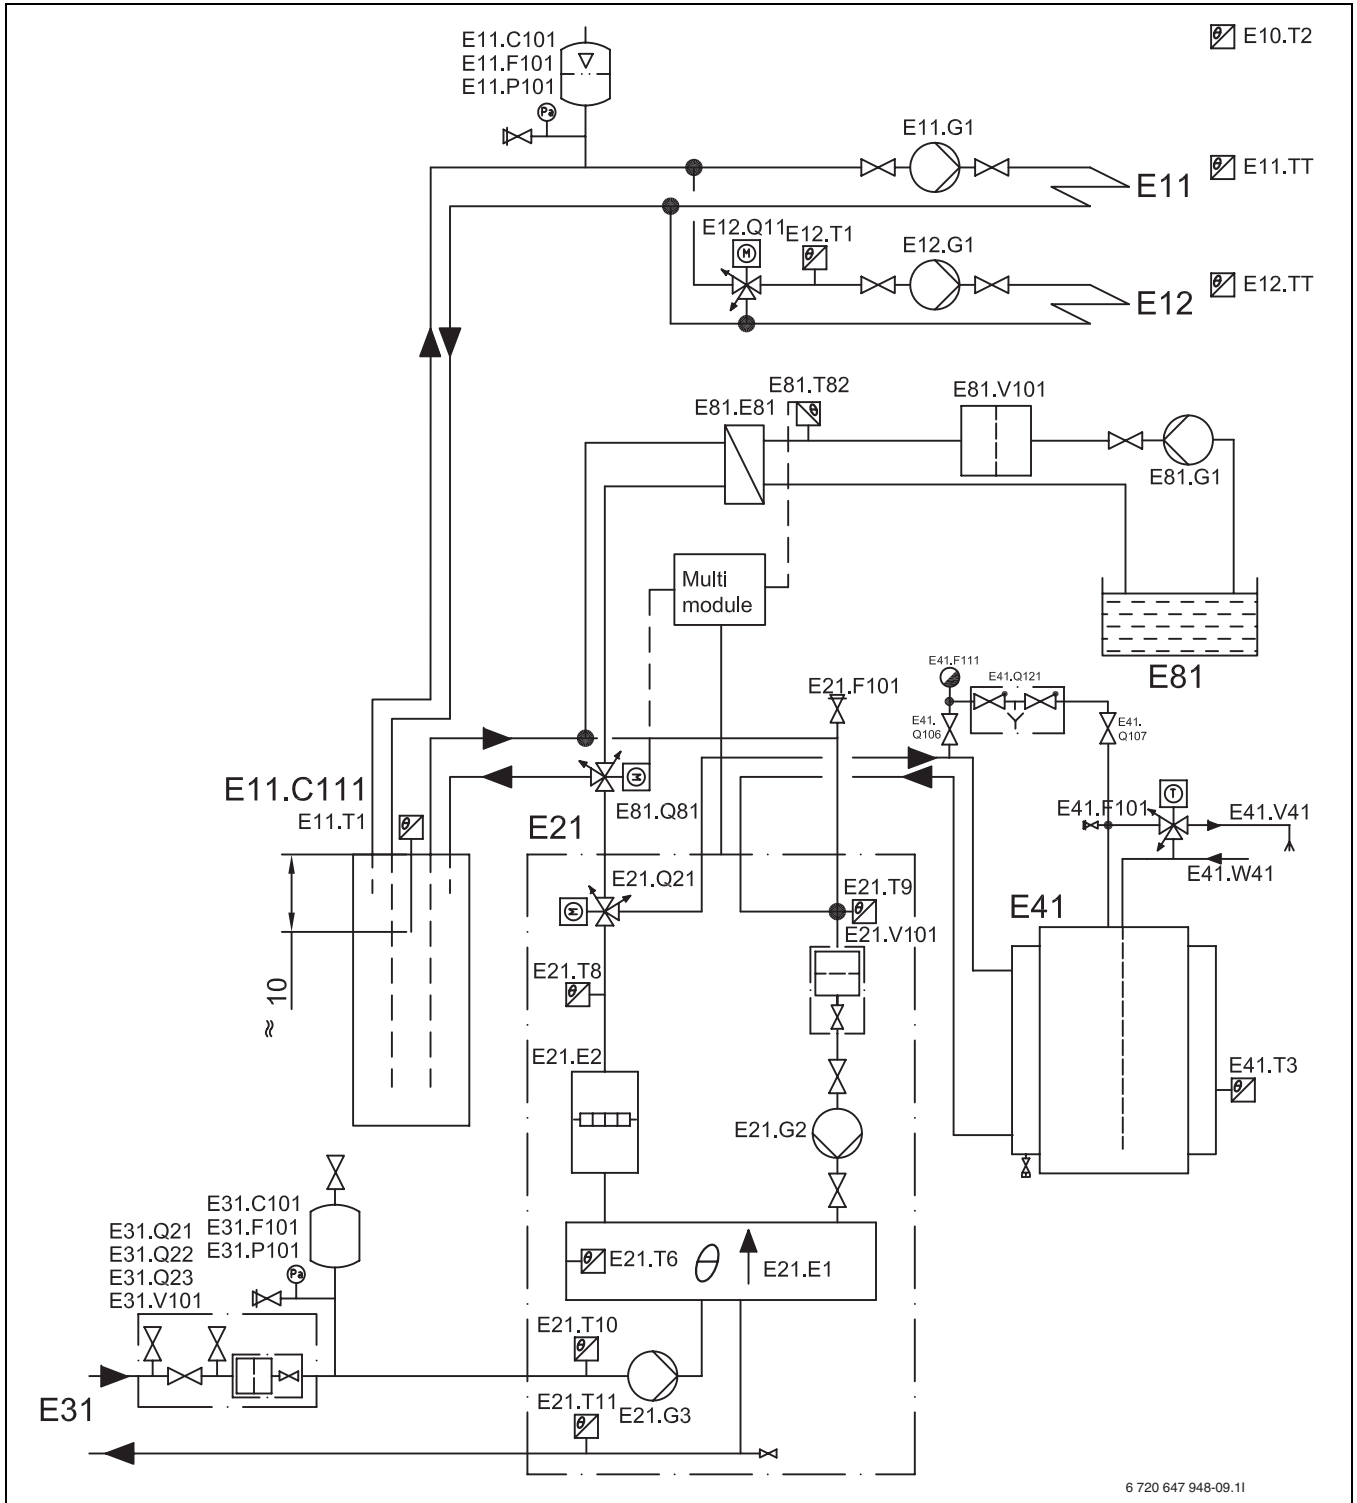 E11.C101
E11.F101
E11.P101
Pa
E10.T2
θ
E11.G1
E11
E11.TT
θ
E12.Q11
M
E12.T1
θ
E12.G1
E12
E12.TT
θ
E81.E81
E81.T82
θ
E81.V101
E81.G1
Multi
module
E81
E41.F111
E41.Q121
E21.F101
E41.
Q106
E41.
Q107
E11.C111
E11.T1
θ
E81.Q81
M
E21
E41.F101
T
E41.V41
E41.W41
E21.Q21
M
E21.T9
θ
E21.V101
E41
≈ 10
E21.T8
θ
E21.E2
E41.T3
θ
E21.G2
E31.C101
E31.F101
E31.P101
Pa
E31.Q21
E31.Q22
E31.Q23
E31.V101
θ
E21.T6
θ
E21.E1
E21.T10
θ
E31
E21.T11
θ
E21.G3
6 720 647 948-09.1I